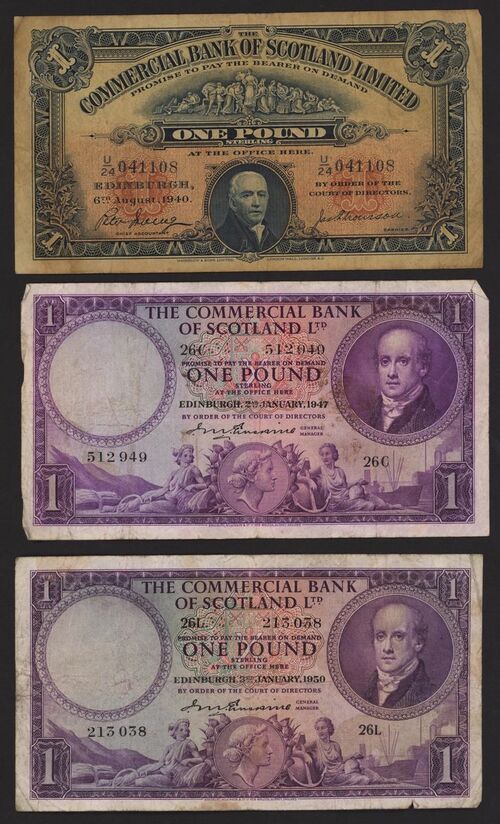 THE
COMMERCIAL BANK OF SCOTLAND LIMITED
PROMISE TO PAY THE BEARER ON DEMAND
1 1
ONE POUND
STERLING
AT THE OFFICE HERE.
U/24 041108 U/24 041108
EDINBURGH, BY ORDER OF THE
6TH August, 1940. COURT OF DIRECTORS.
CHIEF ACCOUNTANT
1 1
1 1
THE COMMERCIAL BANK
OF SCOTLAND LTD
26C 512949
PROMISE TO PAY THE BEARER ON DEMAND
ONE POUND
STERLING
AT THE OFFICE HERE
EDINBURGH, 2ND JANUARY, 1947
BY ORDER OF THE COURT OF DIRECTORS
GENERAL
MANAGER
512949 26C
1 1
1 1
THE COMMERCIAL BANK
OF SCOTLAND LTD
26L 213038
PROMISE TO PAY THE BEARER ON DEMAND
ONE POUND
STERLING
AT THE OFFICE HERE
EDINBURGH, 3RD JANUARY, 1950
BY ORDER OF THE COURT OF DIRECTORS
GENERAL
MANAGER
213038 26L
1 1